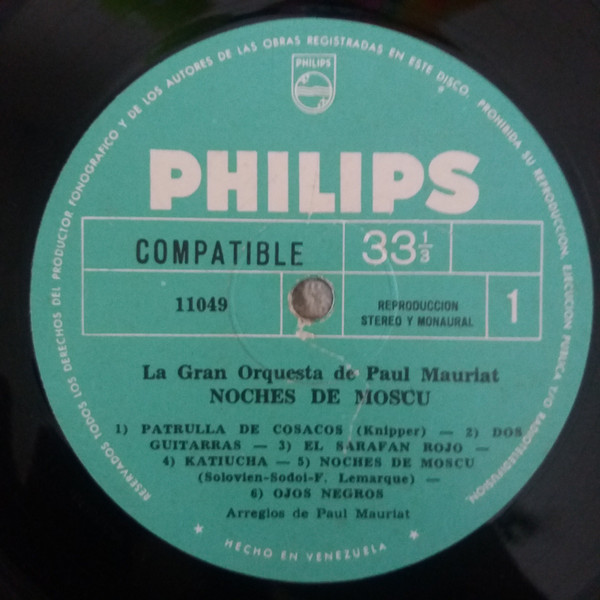 RESERVADOS TODOS LOS DERECHOS DEL PRODUCTOR FONOGRAFICO Y DE LOS AUTORES DE LAS OBRAS REGISTRADAS EN ESTE DISCO. PROHIBIDA SU REPRODUCCION, EJECUCION PUBLICA Y/O RADIOTELEDIFUSION.
PHILIPS
PHILIPS
COMPATIBLE
33 1/3
11049
REPRODUCCION
STEREO Y MONAURAL
1
La Gran Orquesta de Paul Mauriat
NOCHES DE MOSCU
1) PATRULLA DE COSACOS (Knipper) — 2) DOS
GUITARRAS — 3) EL SARAFAN ROJO —
4) KATIUCHA — 5) NOCHES DE MOSCU
(Solovien-Sodoi-F. Lemarque) —
6) OJOS NEGROS
Arreglos de Paul Mauriat
★ HECHO EN VENEZUELA ★